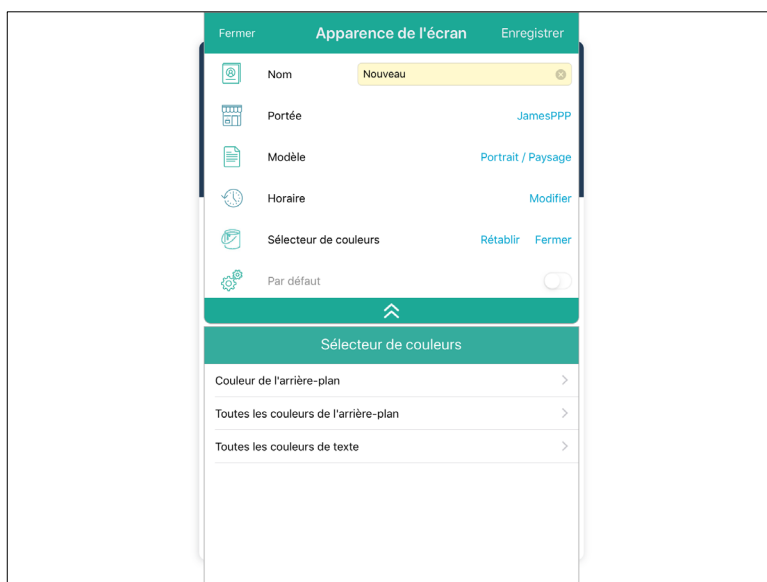 Fermer Apparence de l'écran Enregistrer
Nom Nouveau
Portée JamesPPP
Modèle Portrait / Paysage
Horaire Modifier
Sélecteur de couleurs Rétablir Fermer
Par défaut
Sélecteur de couleurs
Couleur de l'arrière-plan
Toutes les couleurs de l'arrière-plan
Toutes les couleurs de texte